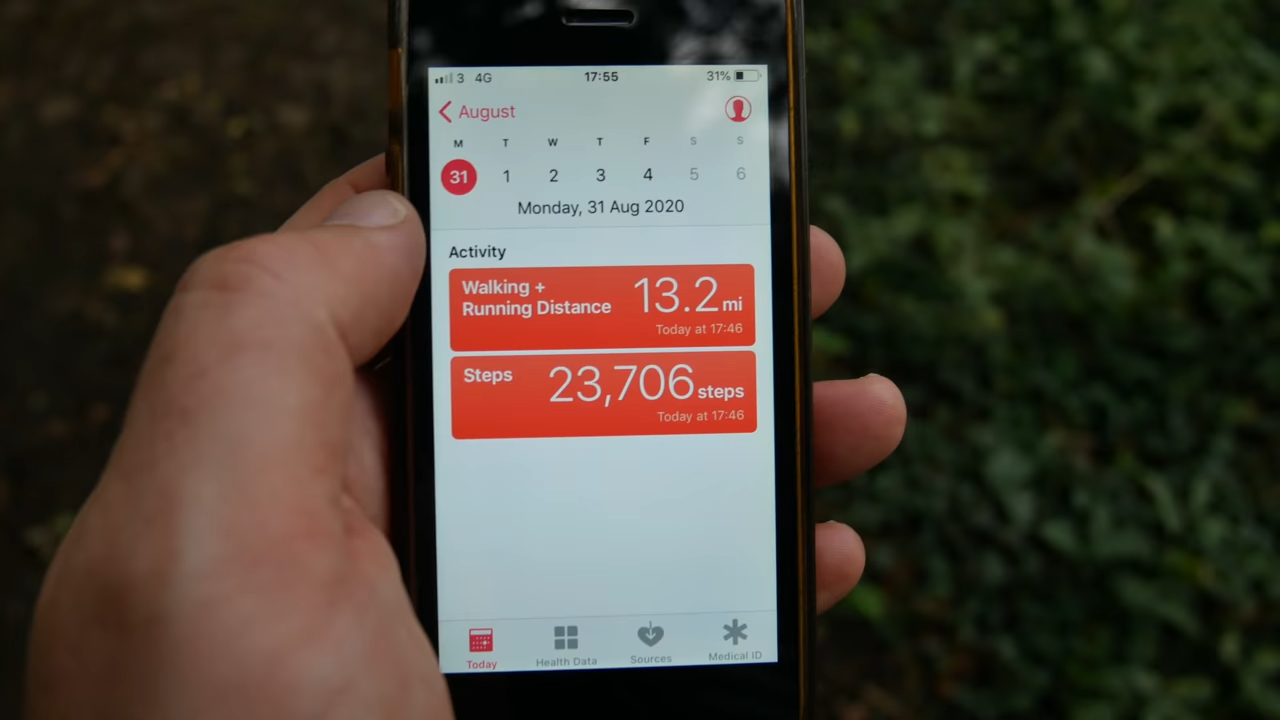 3 4G 17:55 31%
August
M T W T F S S
31 1 2 3 4 5 6
Monday, 31 Aug 2020
Activity
Walking +
Running Distance 13.2 mi
Today at 17:46
Steps 23,706 steps
Today at 17:46
Today Health Data Sources Medical ID